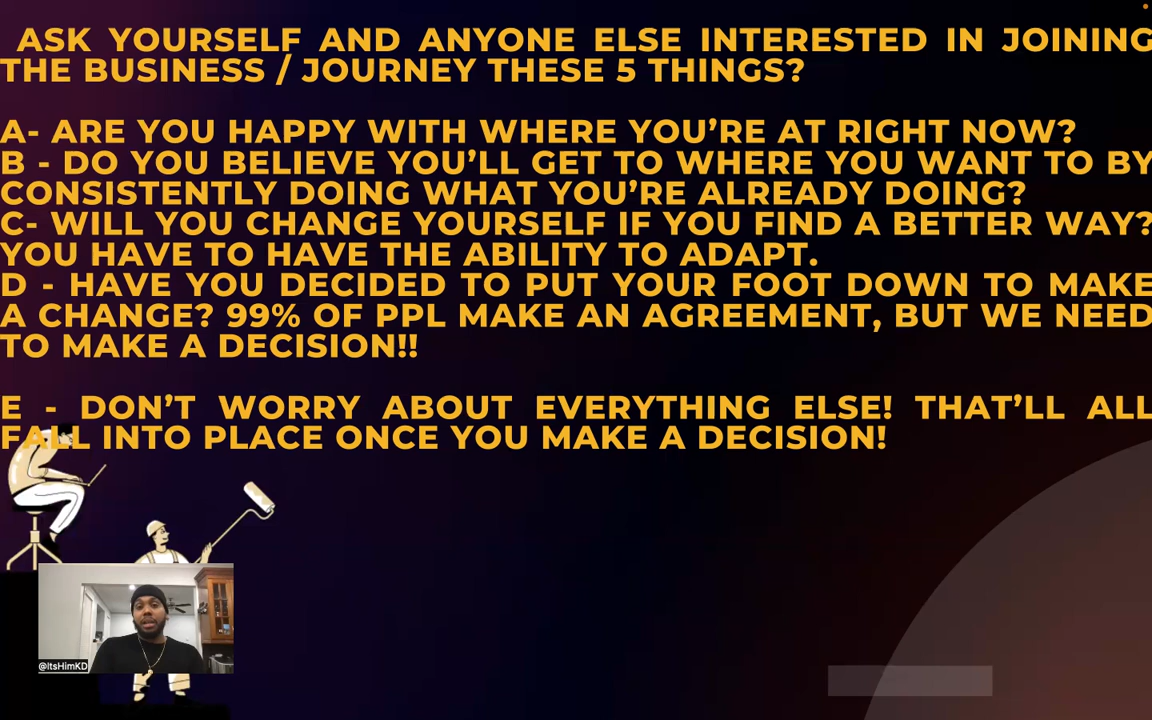 ASK YOURSELF AND ANYONE ELSE INTERESTED IN JOINING
THE BUSINESS / JOURNEY THESE 5 THINGS?
A- ARE YOU HAPPY WITH WHERE YOU'RE AT RIGHT NOW?
B - DO YOU BELIEVE YOU'LL GET TO WHERE YOU WANT TO BY
CONSISTENTLY DOING WHAT YOU'RE ALREADY DOING?
C- WILL YOU CHANGE YOURSELF IF YOU FIND A BETTER WAY?
YOU HAVE TO HAVE THE ABILITY TO ADAPT.
D - HAVE YOU DECIDED TO PUT YOUR FOOT DOWN TO MAKE
A CHANGE? 99% OF PPL MAKE AN AGREEMENT, BUT WE NEED
TO MAKE A DECISION!!
E - DON'T WORRY ABOUT EVERYTHING ELSE! THAT'LL ALL
FALL INTO PLACE ONCE YOU MAKE A DECISION!
@ItsHimKD